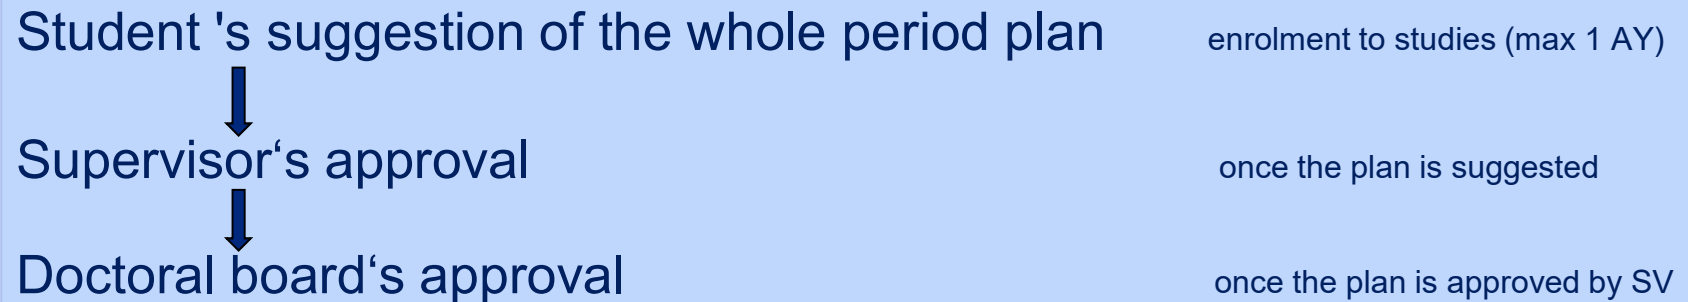 Student 's suggestion of the whole period plan enrolment to studies (max 1 AY)
Supervisor‘s approval once the plan is suggested
Doctoral board‘s approval once the plan is approved by SV